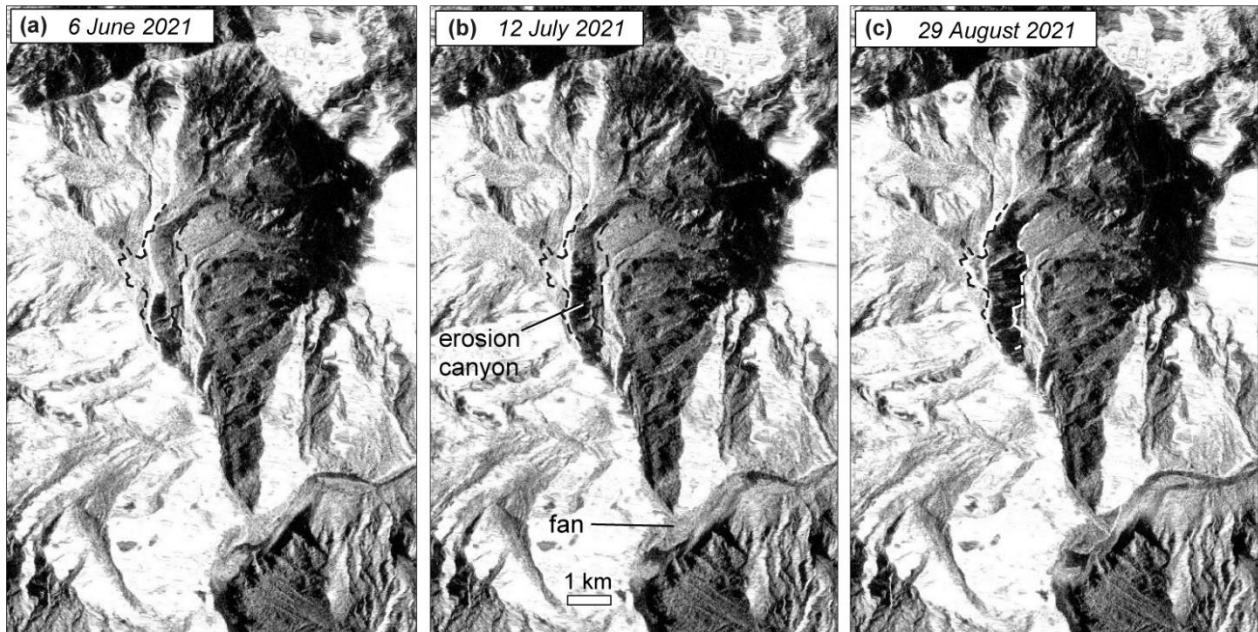 (a) 6 June 2021
(b) 12 July 2021
(c) 29 August 2021
erosion
canyon
fan
1 km